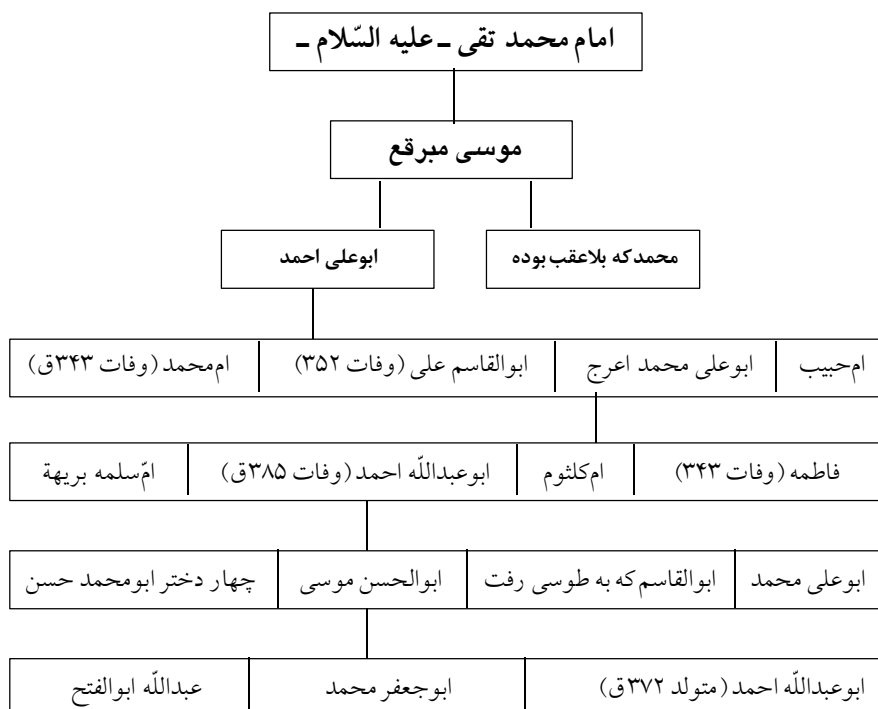 امام محمد تقی ـ علیه السّلام ـ
موسی مبرقع
محمد که بلاعقب بوده ابوعلی احمد
ام‌حبیب ابوعلی محمد اعرج ابوالقاسم علی (وفات ۳۵۲) ام‌محمد (وفات ۳۴۳ق)
فاطمه (وفات ۳۴۳) ام‌کلثوم ابوعبداللّه احمد (وفات ۳۸۵ق) امّ‌سلمه بریهة
ابوعلی محمد ابوالقاسم که به طوسی رفت ابوالحسن موسی چهار دختر ابومحمد حسن
ابوعبداللّه احمد (متولد ۳۷۲ق) ابوجعفر محمد عبداللّه ابوالفتح